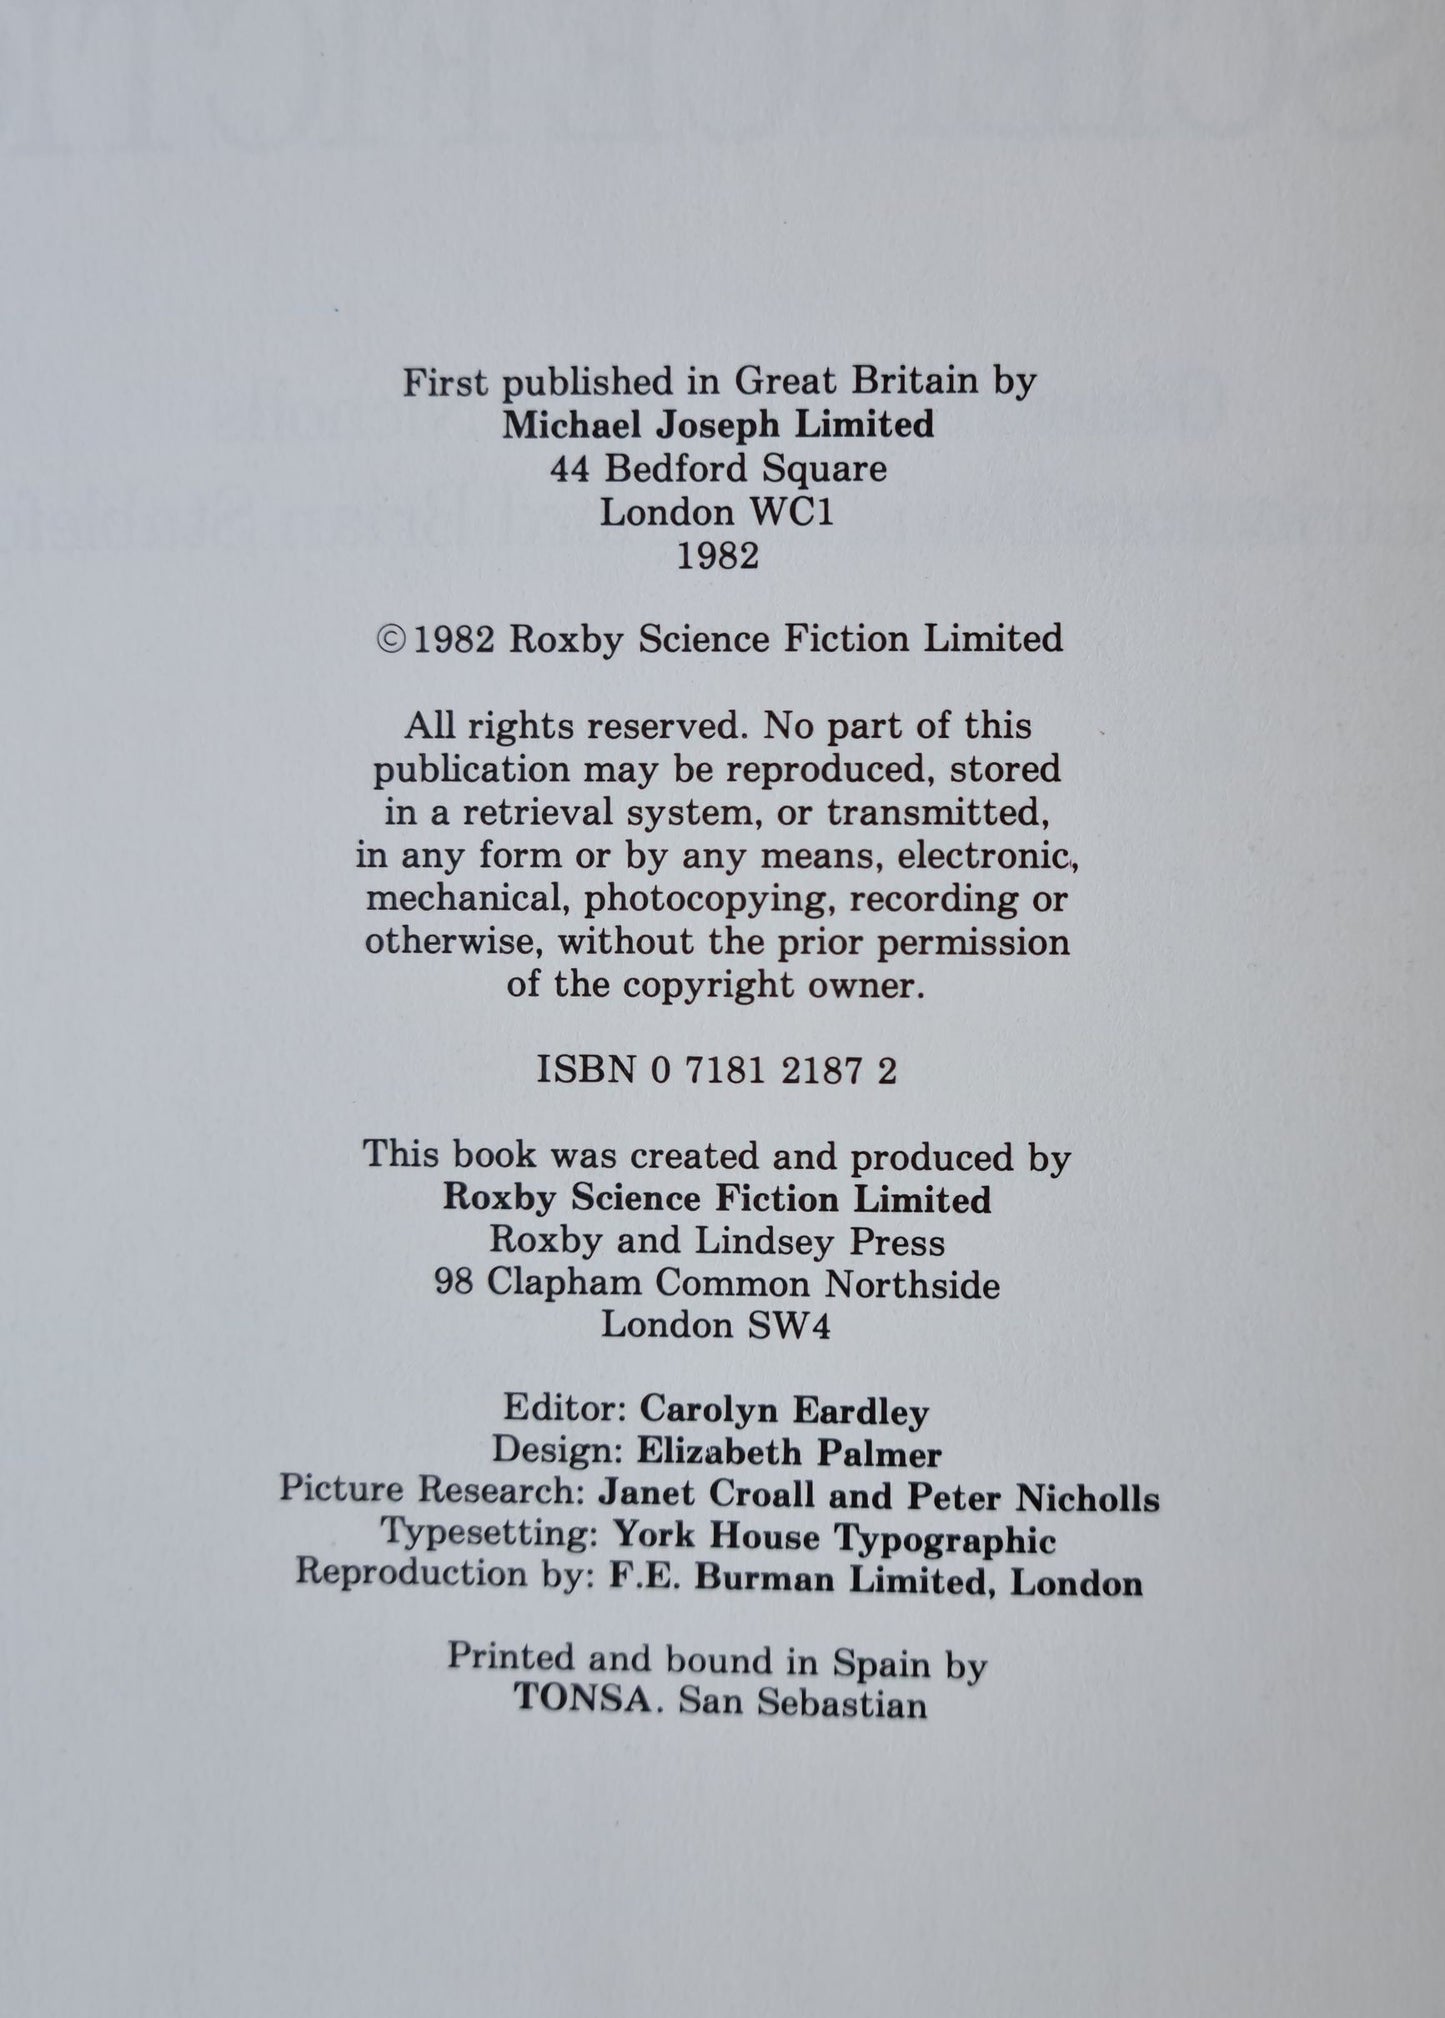 First published in Great Britain by
Michael Joseph Limited
44 Bedford Square
London WC1
1982
©1982 Roxby Science Fiction Limited
All rights reserved. No part of this
publication may be reproduced, stored
in a retrieval system, or transmitted,
in any form or by any means, electronic,
mechanical, photocopying, recording or
otherwise, without the prior permission
of the copyright owner.
ISBN 0 7181 2187 2
This book was created and produced by
Roxby Science Fiction Limited
Roxby and Lindsey Press
98 Clapham Common Northside
London SW4
Editor: Carolyn Eardley
Design: Elizabeth Palmer
Picture Research: Janet Croall and Peter Nicholls
Typesetting: York House Typographic
Reproduction by: F.E. Burman Limited, London
Printed and bound in Spain by
TONSA. San Sebastian